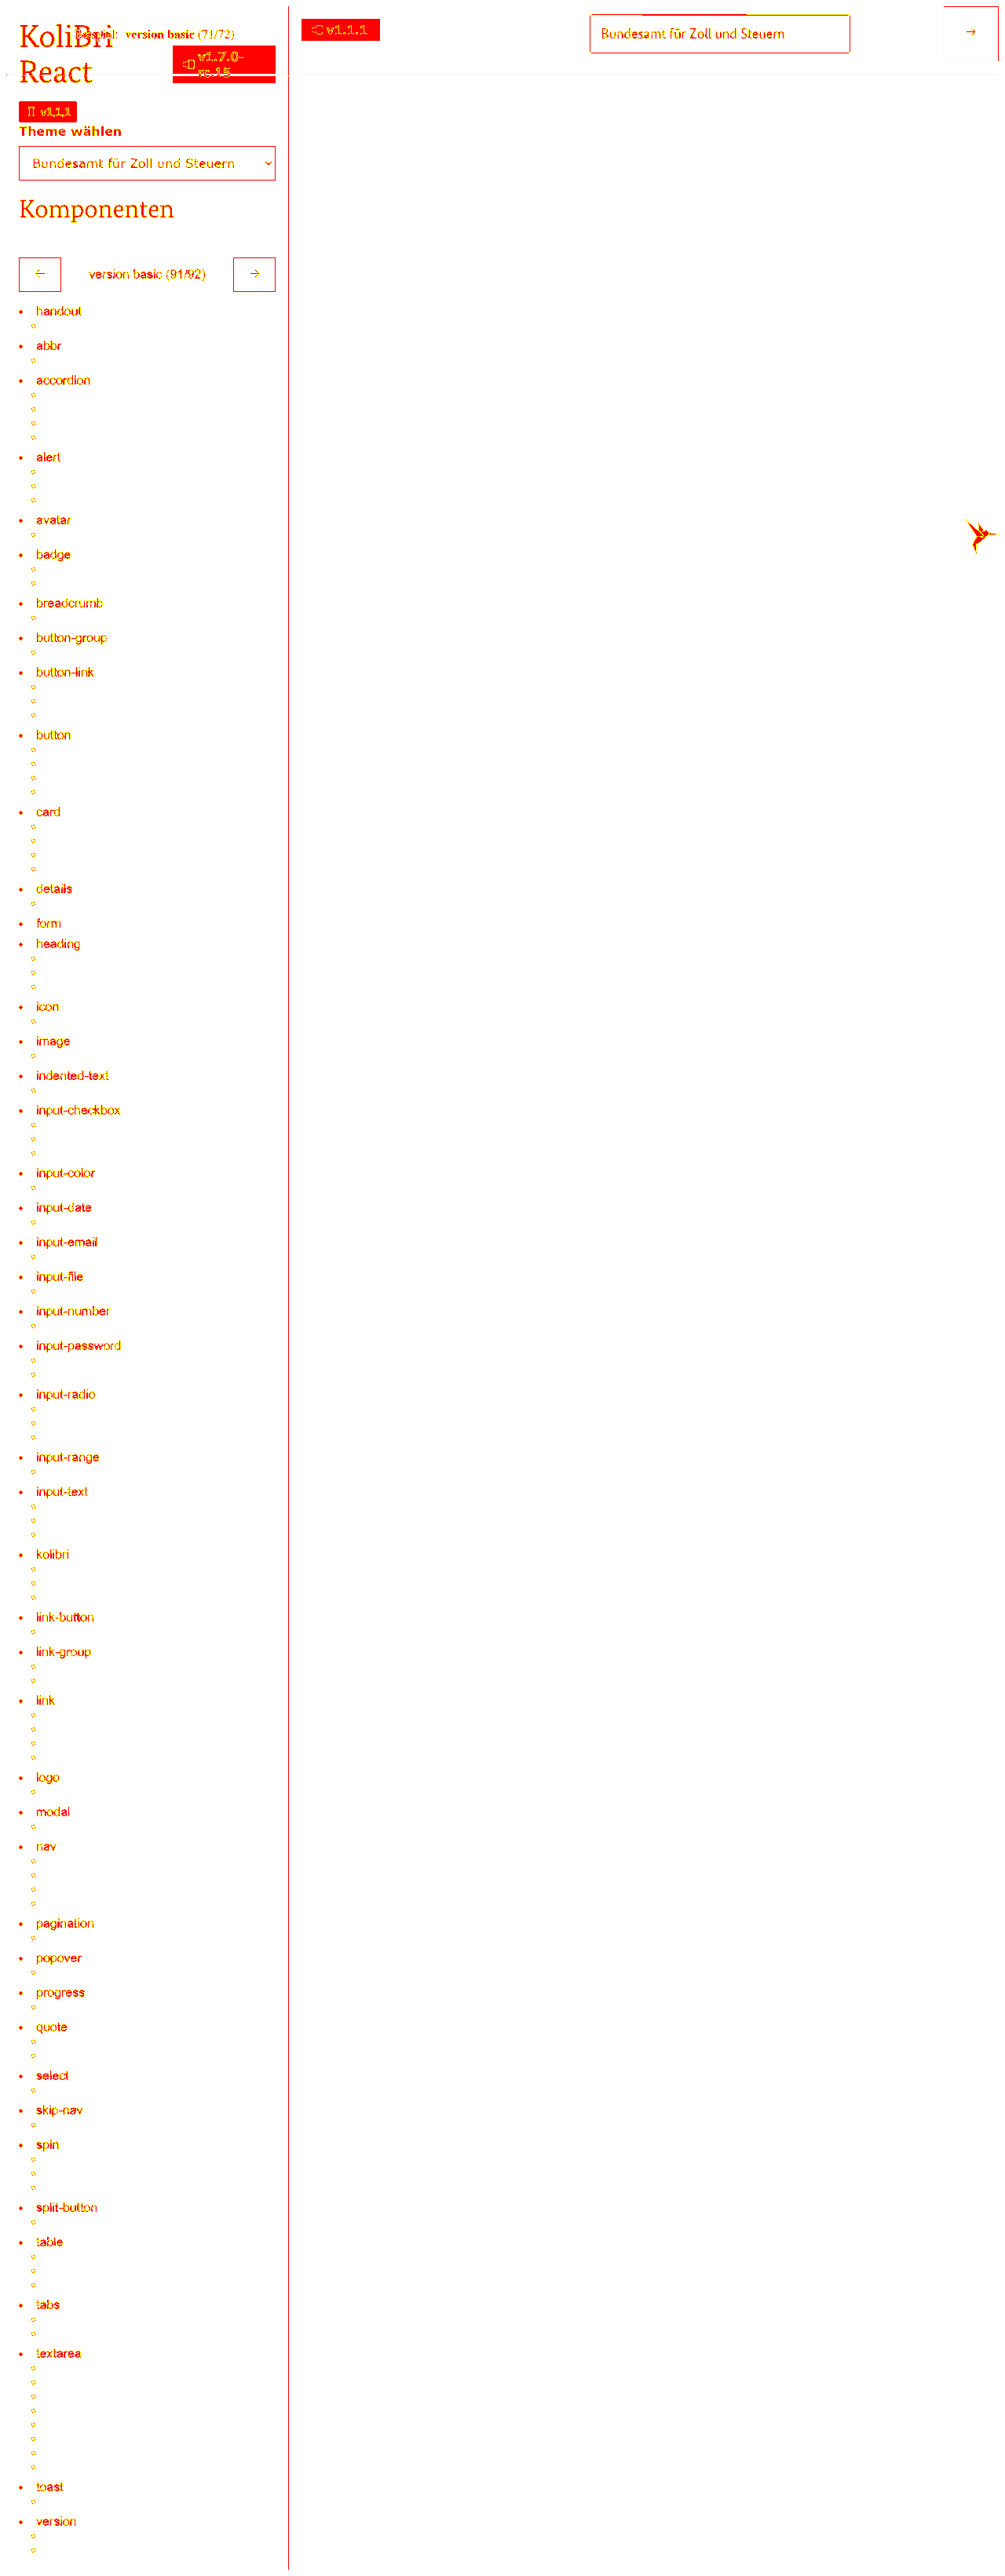 KoliBri
React
version basic (71/72)
v1.7.0-
rc.15
v1.1.1
Bundesamt für Zoll und Steuern
→
v1.1.1
Theme wählen
Bundesamt für Zoll und Steuern
Komponenten
← version basic (91/92) →
handout
abbr
accordion
alert
avatar
badge
breadcrumb
button-group
button-link
button
card
details
form
heading
icon
image
indented-text
input-checkbox
input-color
input-date
input-email
input-file
input-number
input-password
input-radio
input-range
input-text
kolibri
link-button
link-group
link
logo
modal
nav
pagination
popover
progress
quote
select
skip-nav
spin
split-button
table
tabs
textarea
toast
version